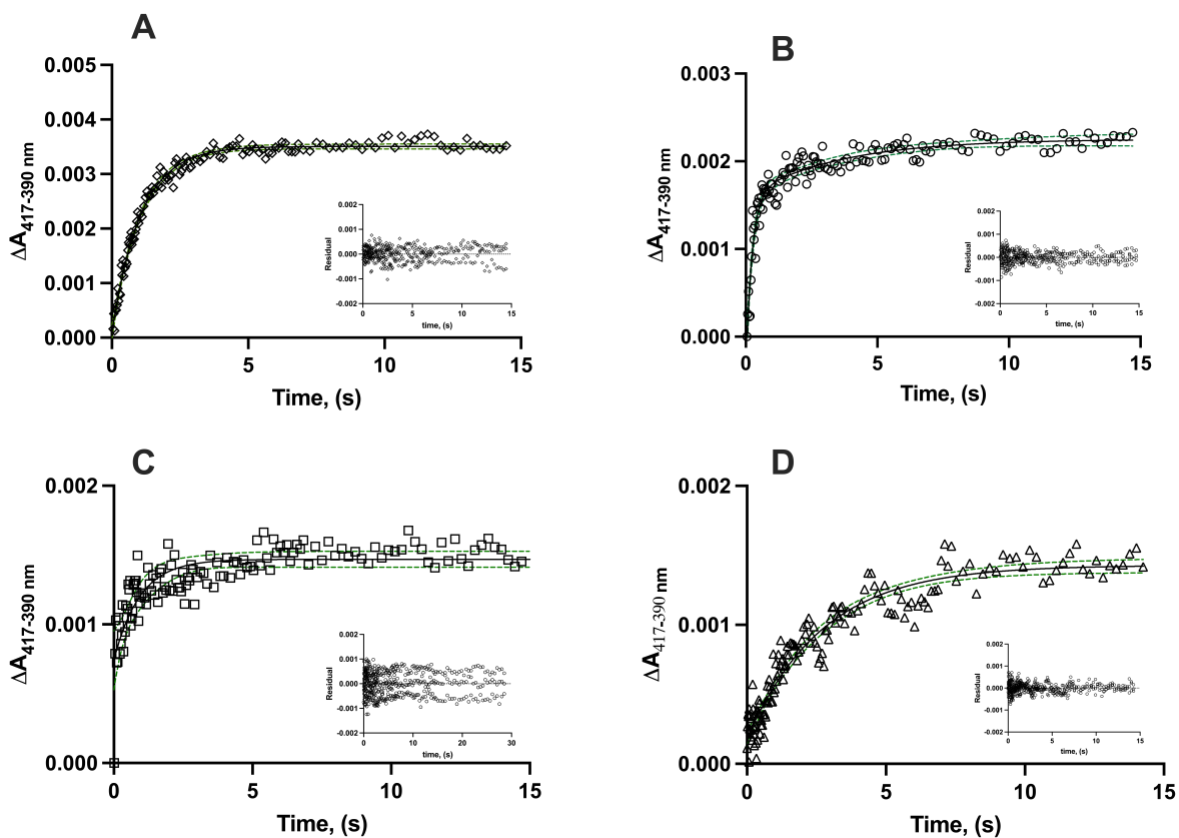 A
0.005
0.004
0.003
0.002
0.001
0.000
ΔA417-390 nm
0 5 10 15
Time, (s)
0.002
0.001
0.000
-0.001
-0.002
Residual
0 5 10 15
time, (s)
B
0.003
0.002
0.001
0.000
ΔA417-390 nm
0 5 10 15
Time, (s)
0.002
0.001
0.000
-0.001
-0.002
Residual
0 5 10 15
time, (s)
C
0.002
0.001
0.000
ΔA417-390 nm
0 5 10 15
Time, (s)
0.002
0.001
0.000
-0.001
-0.002
Residual
0 10 20 30
time, (s)
D
0.002
0.001
0.000
ΔA417-390 nm
0 5 10 15
Time, (s)
0.002
0.001
0.000
-0.001
-0.002
Residual
0 5 10 15
time, (s)